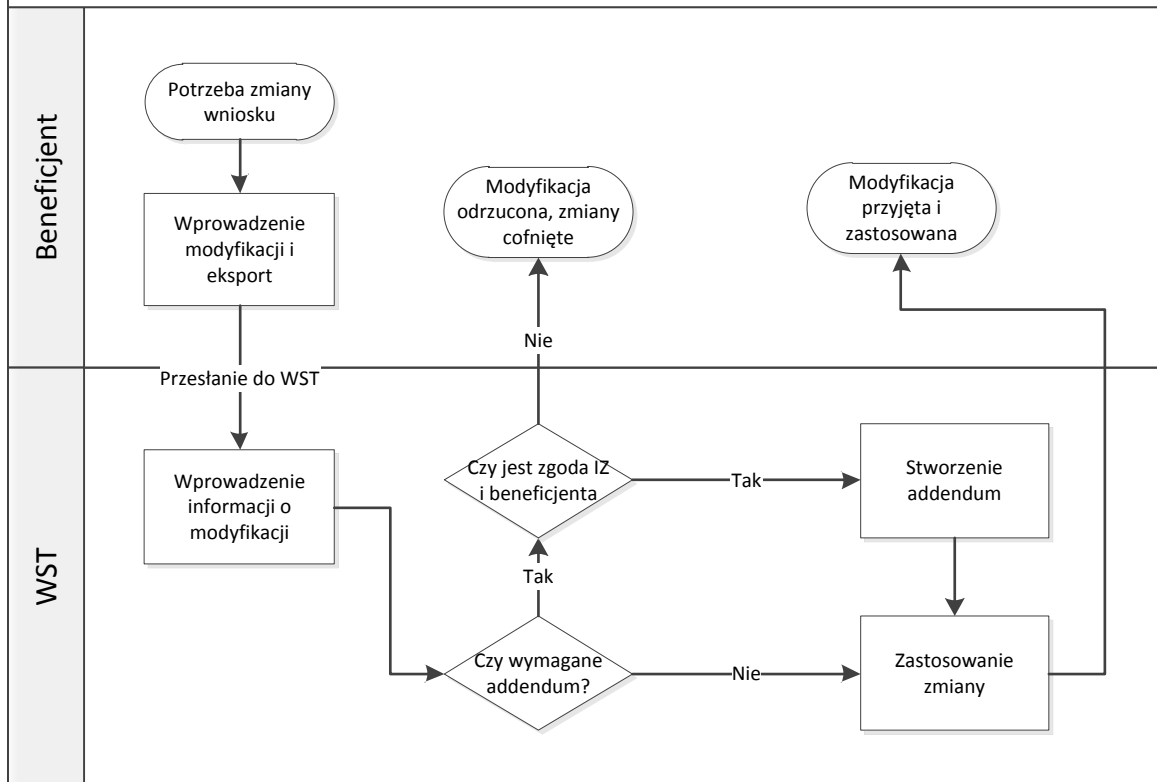 Beneficjent
Potrzeba zmiany
wniosku
Wprowadzenie
modyfikacji i
eksport
Modyfikacja
odrzucona, zmiany
cofnięte
Modyfikacja
przyjęta i
zastosowana
Nie
Przesłanie do WST
WST
Wprowadzenie
informacji o
modyfikacji
Czy jest zgoda IZ
i beneficjenta
Tak
Stworzenie
addendum
Tak
Czy wymagane
addendum?
Nie
Zastosowanie
zmiany